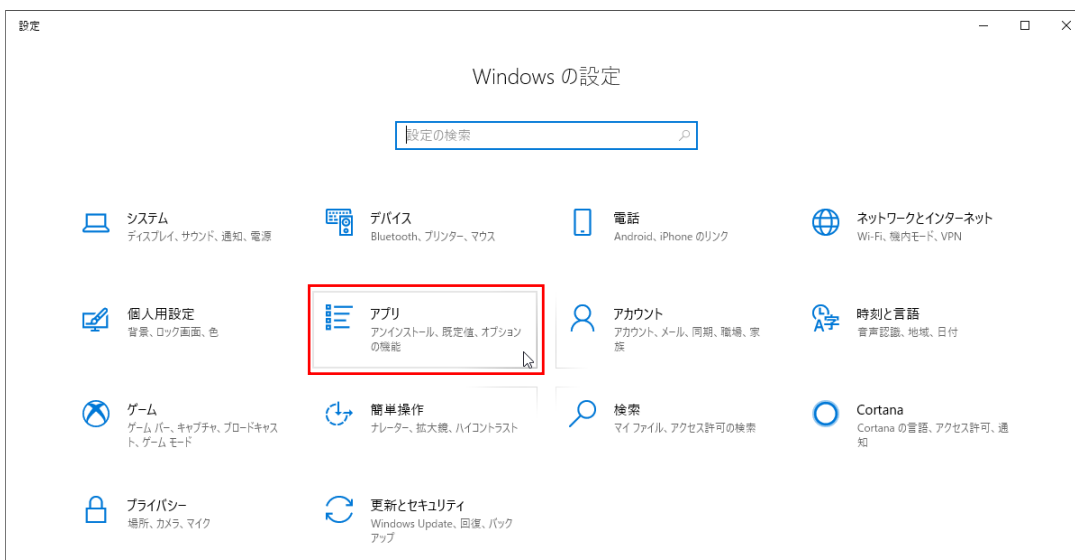 設定
Windows の設定
設定の検索
システム
ディスプレイ、サウンド、通知、電源
デバイス
Bluetooth、プリンター、マウス
電話
Android、iPhone のリンク
ネットワークとインターネット
Wi-Fi、機内モード、VPN
個人用設定
背景、ロック画面、色
アプリ
アンインストール、既定値、オプション
の機能
アカウント
アカウント、メール、同期、職場、家
族
時刻と言語
音声認識、地域、日付
ゲーム
ゲーム バー、キャプチャ、ブロードキャス
ト、ゲーム モード
簡単操作
ナレーター、拡大鏡、ハイコントラスト
検索
マイ ファイル、アクセス許可の検索
Cortana
Cortana の言語、アクセス許可、通
知
プライバシー
場所、カメラ、マイク
更新とセキュリティ
Windows Update、回復、バック
アップ